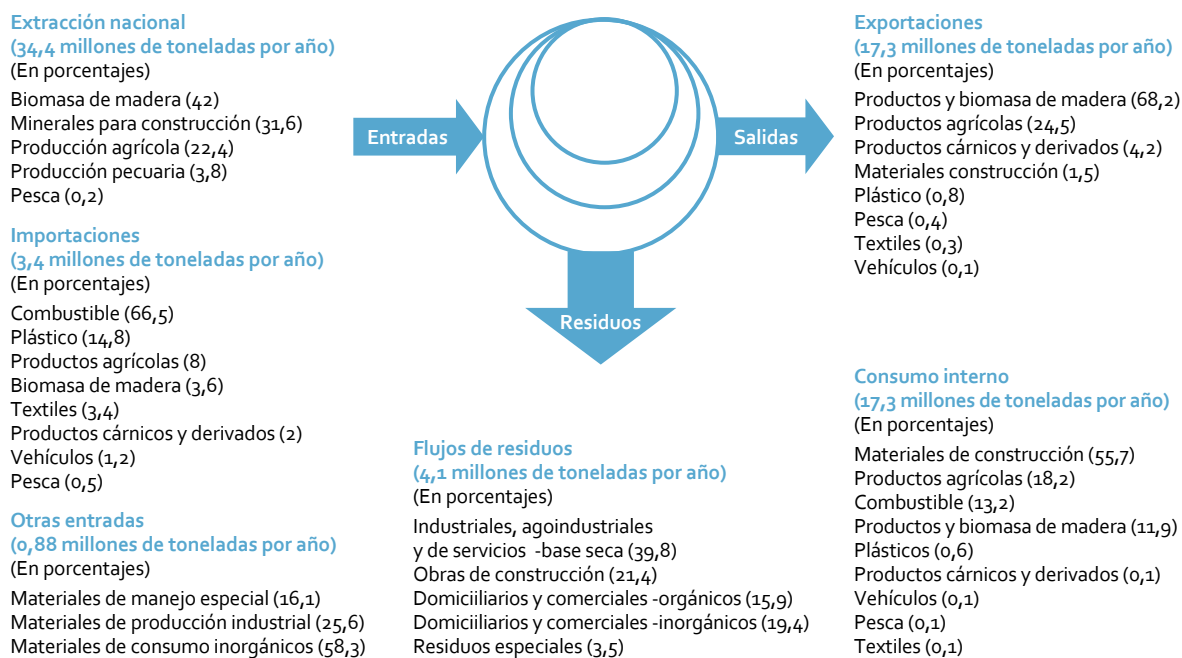 Extracción nacional
(34,4 millones de toneladas por año)
(En porcentajes)
Biomasa de madera (42)
Minerales para construcción (31,6)
Producción agrícola (22,4)
Producción pecuaria (3,8)
Pesca (0,2)
Importaciones
(3,4 millones de toneladas por año)
(En porcentajes)
Combustible (66,5)
Plástico (14,8)
Productos agrícolas (8)
Biomasa de madera (3,6)
Textiles (3,4)
Productos cárnicos y derivados (2)
Vehículos (1,2)
Pesca (0,5)
Otras entradas
(0,88 millones de toneladas por año)
(En porcentajes)
Materiales de manejo especial (16,1)
Materiales de producción industrial (25,6)
Materiales de consumo inorgánicos (58,3)
Entradas
Salidas
Residuos
Flujos de residuos
(4,1 millones de toneladas por año)
(En porcentajes)
Industriales, agoindustriales
y de servicios -base seca (39,8)
Obras de construcción (21,4)
Domiciiliarios y comerciales -orgánicos (15,9)
Domiciiliarios y comerciales -inorgánicos (19,4)
Residuos especiales (3,5)
Exportaciones
(17,3 millones de toneladas por año)
(En porcentajes)
Productos y biomasa de madera (68,2)
Productos agrícolas (24,5)
Productos cárnicos y derivados (4,2)
Materiales construcción (1,5)
Plástico (0,8)
Pesca (0,4)
Textiles (0,3)
Vehículos (0,1)
Consumo interno
(17,3 millones de toneladas por año)
(En porcentajes)
Materiales de construcción (55,7)
Productos agrícolas (18,2)
Combustible (13,2)
Productos y biomasa de madera (11,9)
Plásticos (0,6)
Productos cárnicos y derivados (0,1)
Vehículos (0,1)
Pesca (0,1)
Textiles (0,1)